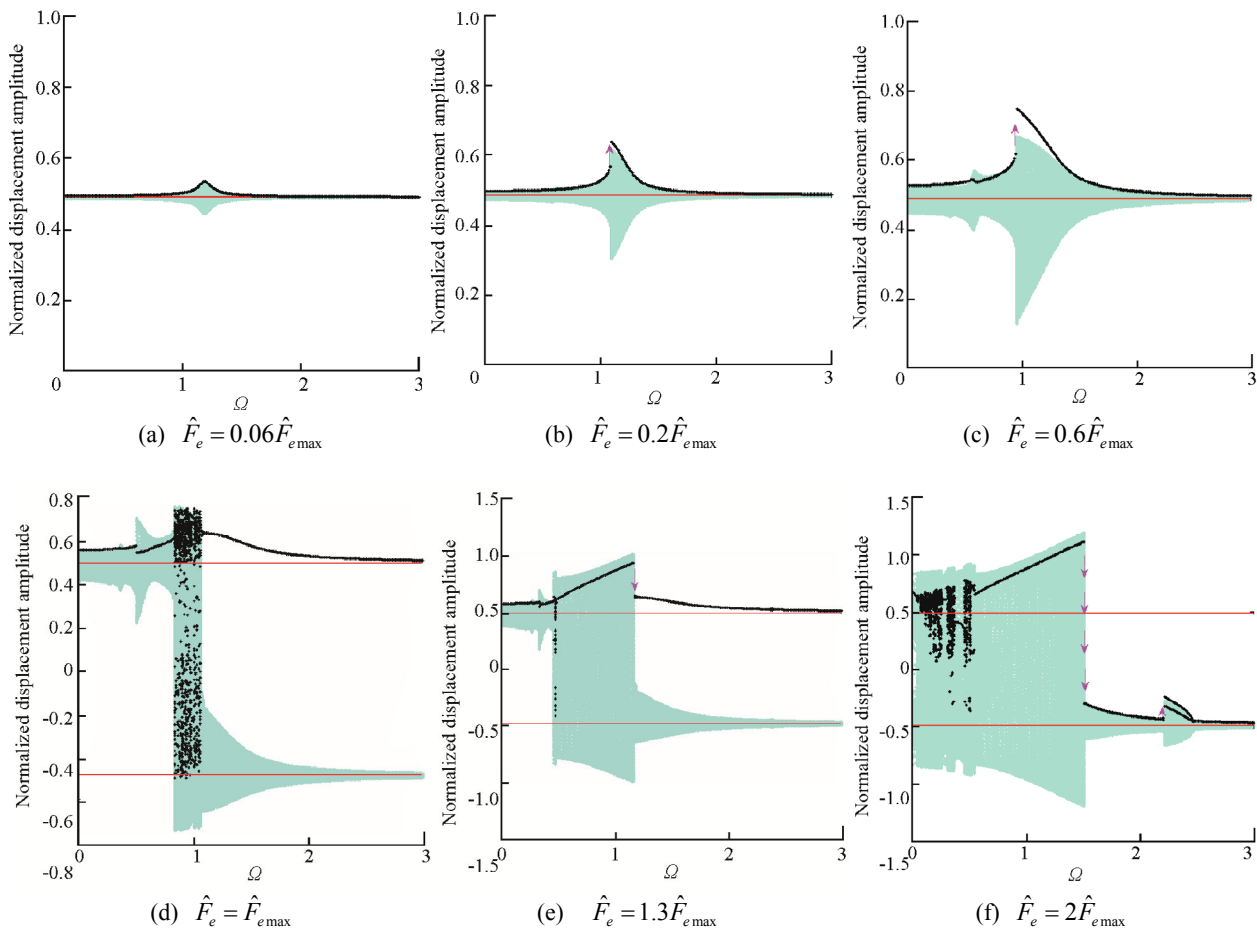 Normalized displacement amplitude
1.0
0.8
0.6
0.4
0.2
0 1 2 3
Ω
(a) F̂e = 0.06F̂e max
Normalized displacement amplitude
1.0
0.8
0.6
0.4
0.2
0 1 2 3
Ω
(b) F̂e = 0.2F̂e max
Normalized displacement amplitude
1.0
0.8
0.6
0.4
0.2
0 1 2 3
Ω
(c) F̂e = 0.6F̂e max
Normalized displacement amplitude
0.8
0.6
0.4
0.2
0
-0.2
-0.4
-0.6
-0.8
0 1 2 3
Ω
(d) F̂e = F̂e max
Normalized displacement amplitude
1.5
1.0
0.5
0
-0.5
-1.0
-1.5
0 1 2 3
Ω
(e) F̂e = 1.3F̂e max
Normalized displacement amplitude
1.5
1.0
0.5
0
-0.5
-1.0
-1.5
0 1 2 3
Ω
(f) F̂e = 2F̂e max